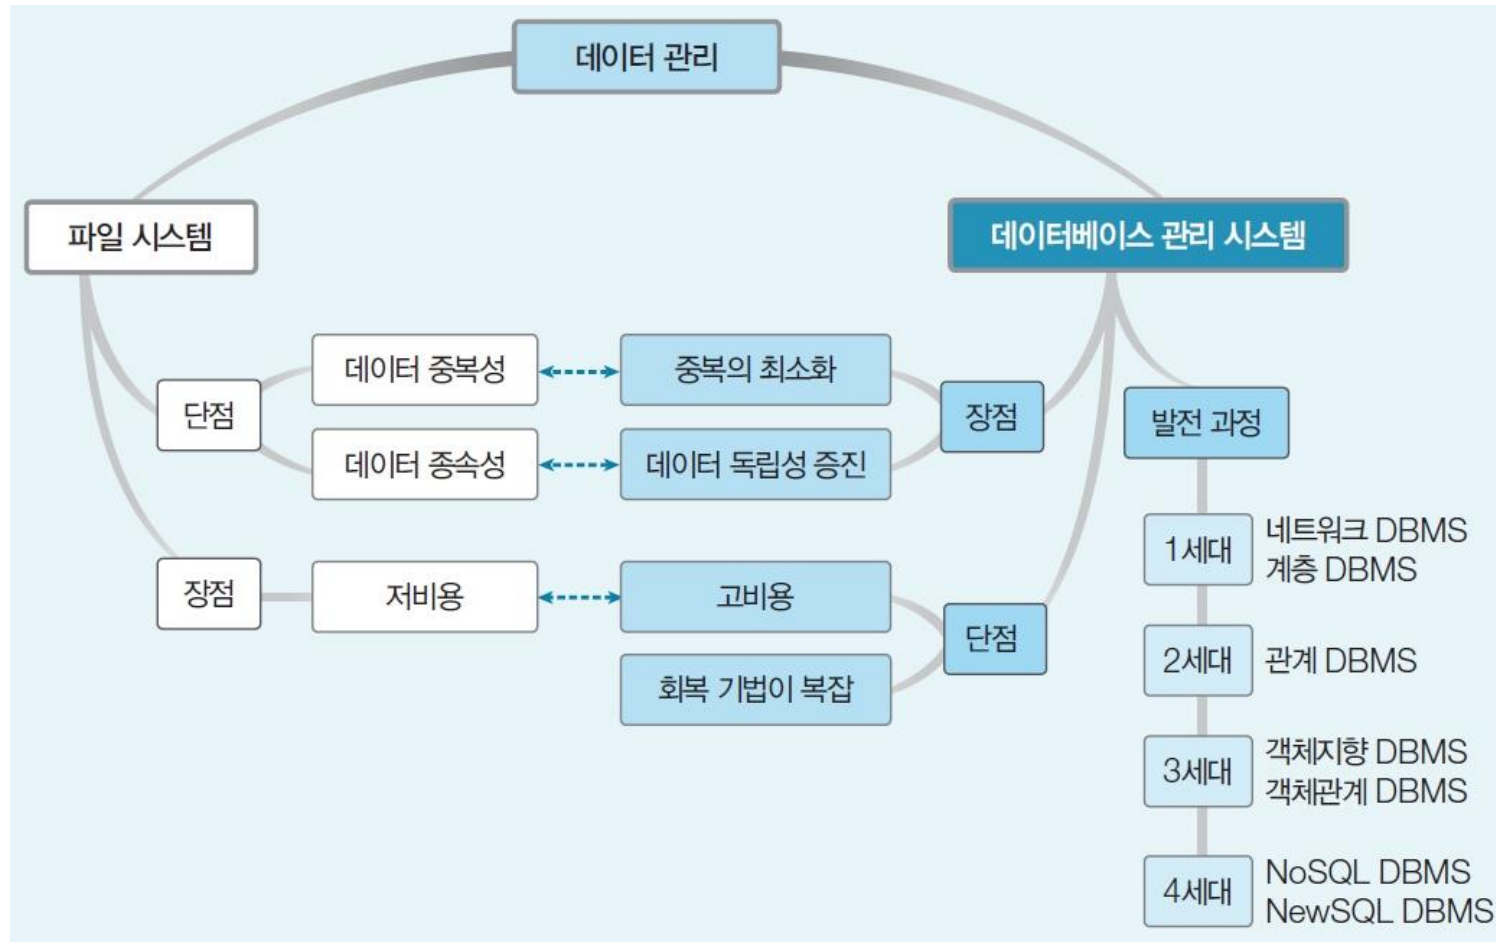 데이터 관리
파일 시스템
데이터베이스 관리 시스템
단점
데이터 중복성
중복의 최소화
데이터 종속성
데이터 독립성 증진
장점
장점
저비용
고비용
회복 기법이 복잡
단점
발전 과정
1세대
네트워크 DBMS
계층 DBMS
2세대
관계 DBMS
3세대
객체지향 DBMS
객체관계 DBMS
4세대
NoSQL DBMS
NewSQL DBMS